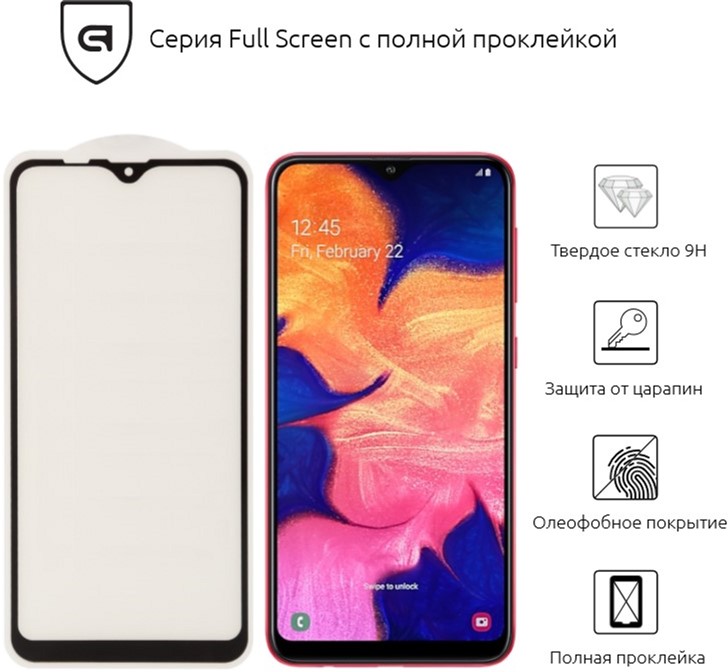 Серия Full Screen с полной проклейкой
12:45
Fri, February 22
Swipe to unlock
Твердое стекло 9H
Защита от царапин
Олеофобное покрытие
Полная проклейка